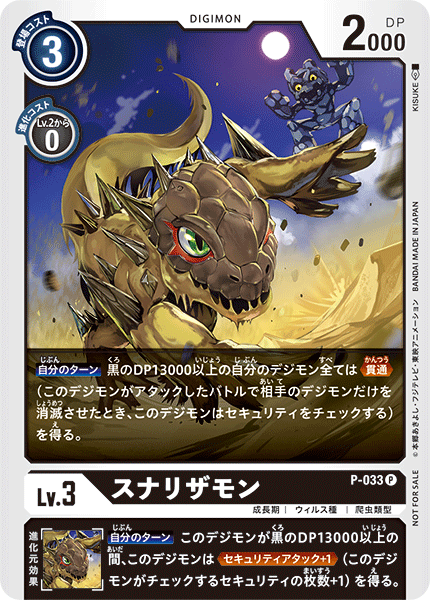 DIGIMON
登場コスト
3
DP
2000
進化コスト
Lv.2から
0
KISUKE
BANDAI MADE IN JAPAN
© 本郷あきよし・フジテレビ・東映アニメーション
自分のターン 黒のDP13000以上の自分のデジモン全ては 貫通
(このデジモンがアタックしたバトルで相手のデジモンだけを
消滅させたとき、このデジモンはセキュリティをチェックする)
を得る。
P-033 P
NOT FOR SALE
Lv.3
スナリザモン
成長期 | ウィルス種 | 爬虫類型
進化元効果
自分のターン このデジモンが黒のDP13000以上の
間、このデジモンは セキュリティアタック+1 (このデジ
モンがチェックするセキュリティの枚数+1) を得る。